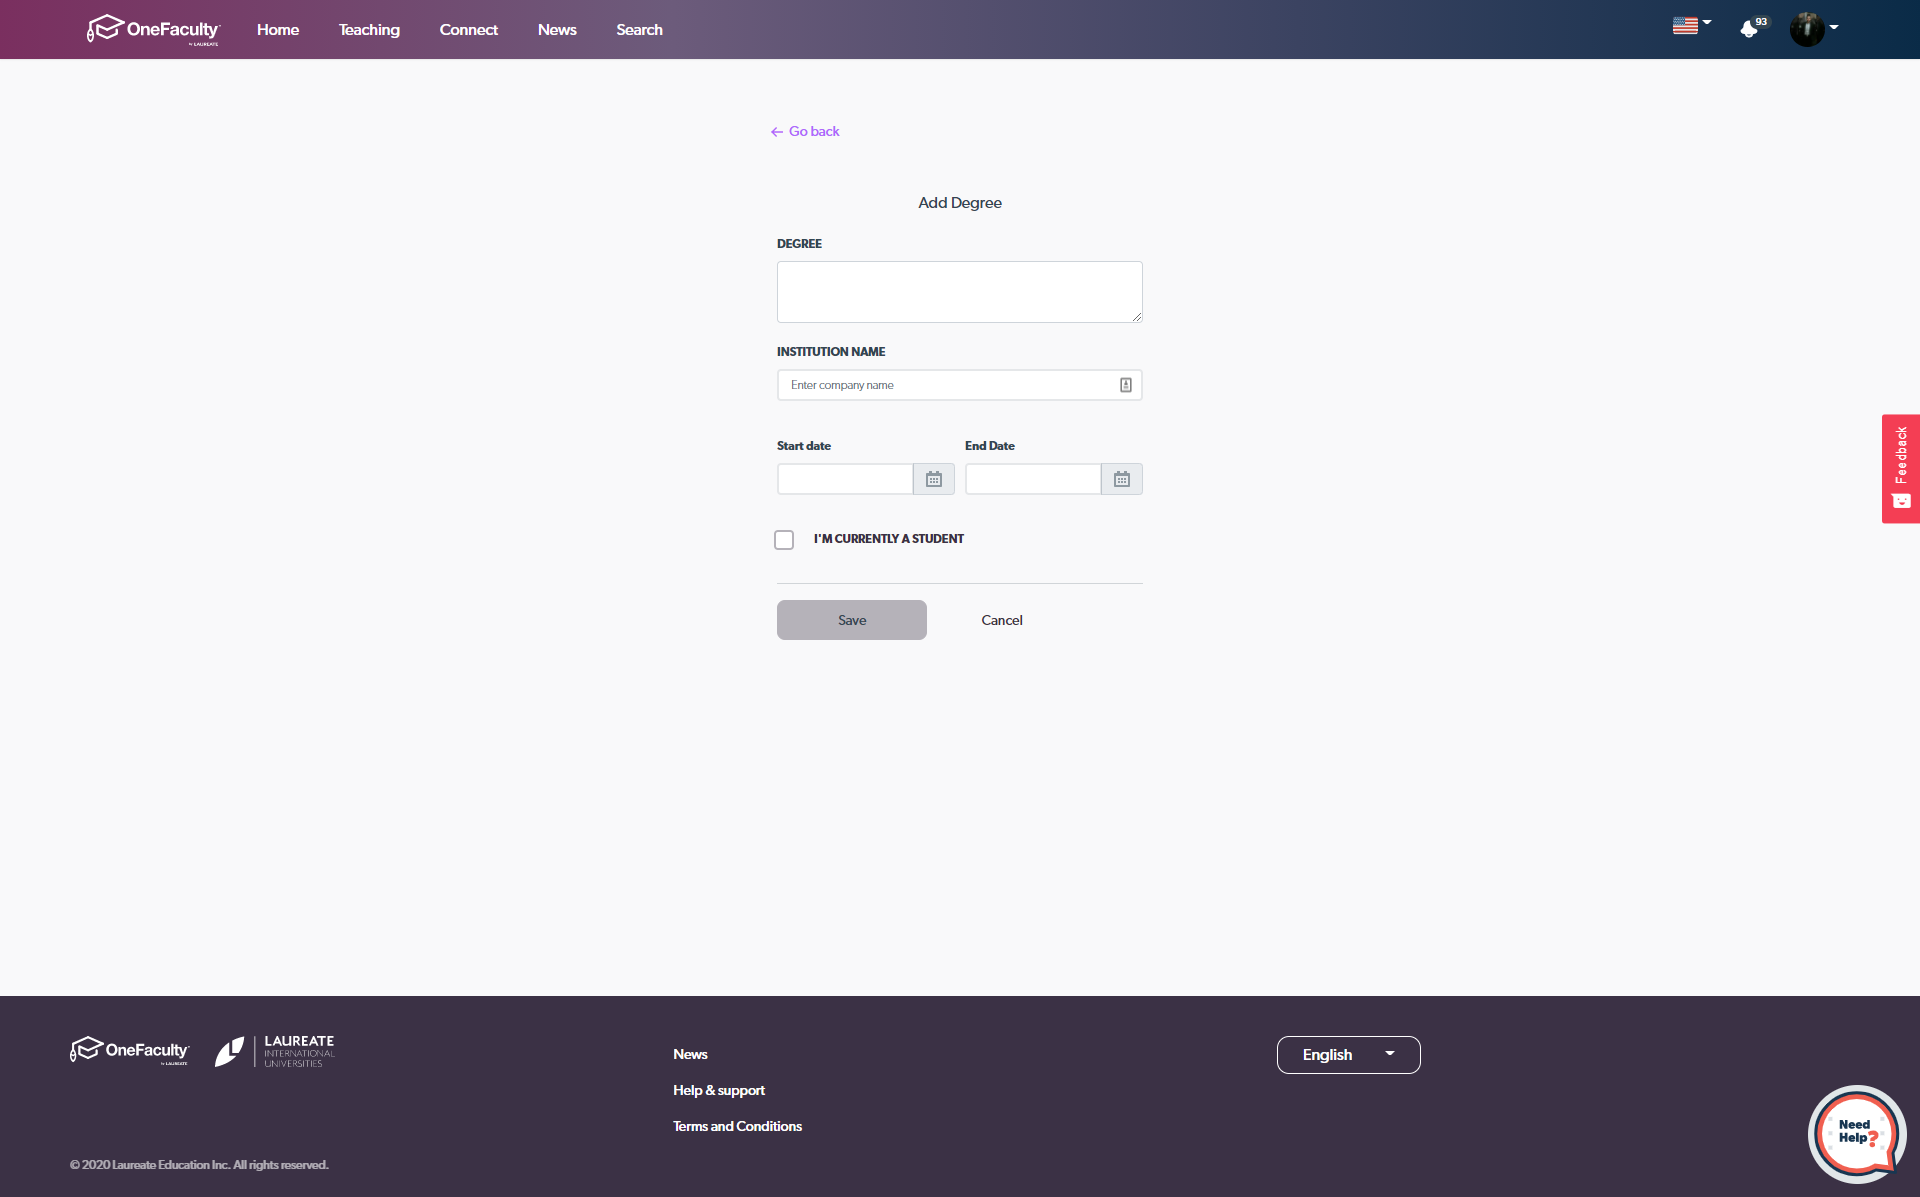 OneFaculty
by LAUREATE
Home
Teaching
Connect
News
Search
93
Go back
Add Degree
DEGREE
INSTITUTION NAME
Enter company name
Start date
End Date
I'M CURRENTLY A STUDENT
Save
Cancel
Feedback
OneFaculty
by LAUREATE
LAUREATE
INTERNATIONAL
UNIVERSITIES
News
Help & support
Terms and Conditions
English
Need
Help?
© 2020 Laureate Education Inc. All rights reserved.